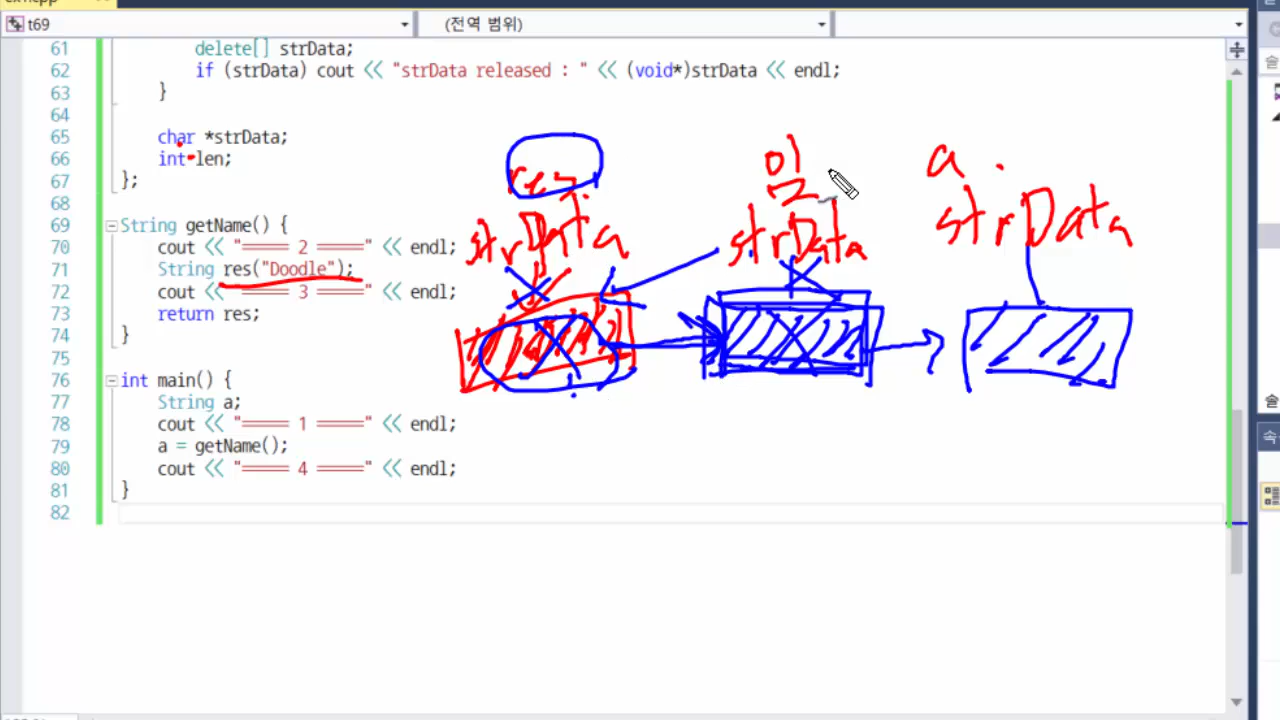 t69
(전역 범위)
61 delete[] strData;
62 if (strData) cout << "strData released : " << (void*)strData << endl;
63 }
64
65 char *strData;
66 int len;
67 };
68
69 String getName() {
70 cout << "===== 2 =====" << endl;
71 String res("Doodle");
72 cout << "===== 3 =====" << endl;
73 return res;
74 }
75
76 int main() {
77 String a;
78 cout << "===== 1 =====" << endl;
79 a = getName();
80 cout << "===== 4 =====" << endl;
81 }
82
res.
strData
strData
a.
strData
솔
솔
속